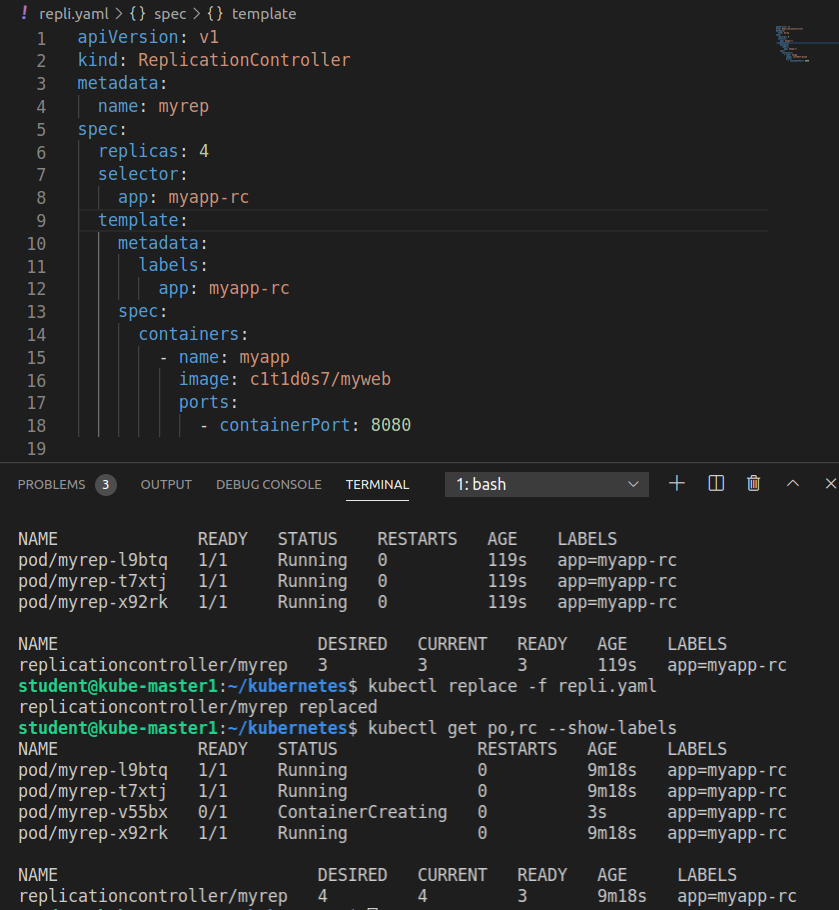 ! repli.yaml > {} spec > {} template
1 apiVersion: v1
2 kind: ReplicationController
3 metadata:
4   name: myrep
5 spec:
6   replicas: 4
7   selector:
8     app: myapp-rc
9   template:
10     metadata:
11       labels:
12         app: myapp-rc
13     spec:
14       containers:
15         - name: myapp
16           image: c1t1d0s7/myweb
17           ports:
18             - containerPort: 8080
19
PROBLEMS 3 OUTPUT DEBUG CONSOLE TERMINAL 1: bash
NAME READY STATUS RESTARTS AGE LABELS
pod/myrep-l9btq 1/1 Running 0 119s app=myapp-rc
pod/myrep-t7xtj 1/1 Running 0 119s app=myapp-rc
pod/myrep-x92rk 1/1 Running 0 119s app=myapp-rc
NAME DESIRED CURRENT READY AGE LABELS
replicationcontroller/myrep 3 3 3 119s app=myapp-rc
student@kube-master1:~/kubernetes$ kubectl replace -f repli.yaml
replicationcontroller/myrep replaced
student@kube-master1:~/kubernetes$ kubectl get po,rc --show-labels
NAME READY STATUS RESTARTS AGE LABELS
pod/myrep-l9btq 1/1 Running 0 9m18s app=myapp-rc
pod/myrep-t7xtj 1/1 Running 0 9m18s app=myapp-rc
pod/myrep-v55bx 0/1 ContainerCreating 0 3s app=myapp-rc
pod/myrep-x92rk 1/1 Running 0 9m18s app=myapp-rc
NAME DESIRED CURRENT READY AGE LABELS
replicationcontroller/myrep 4 4 3 9m18s app=myapp-rc